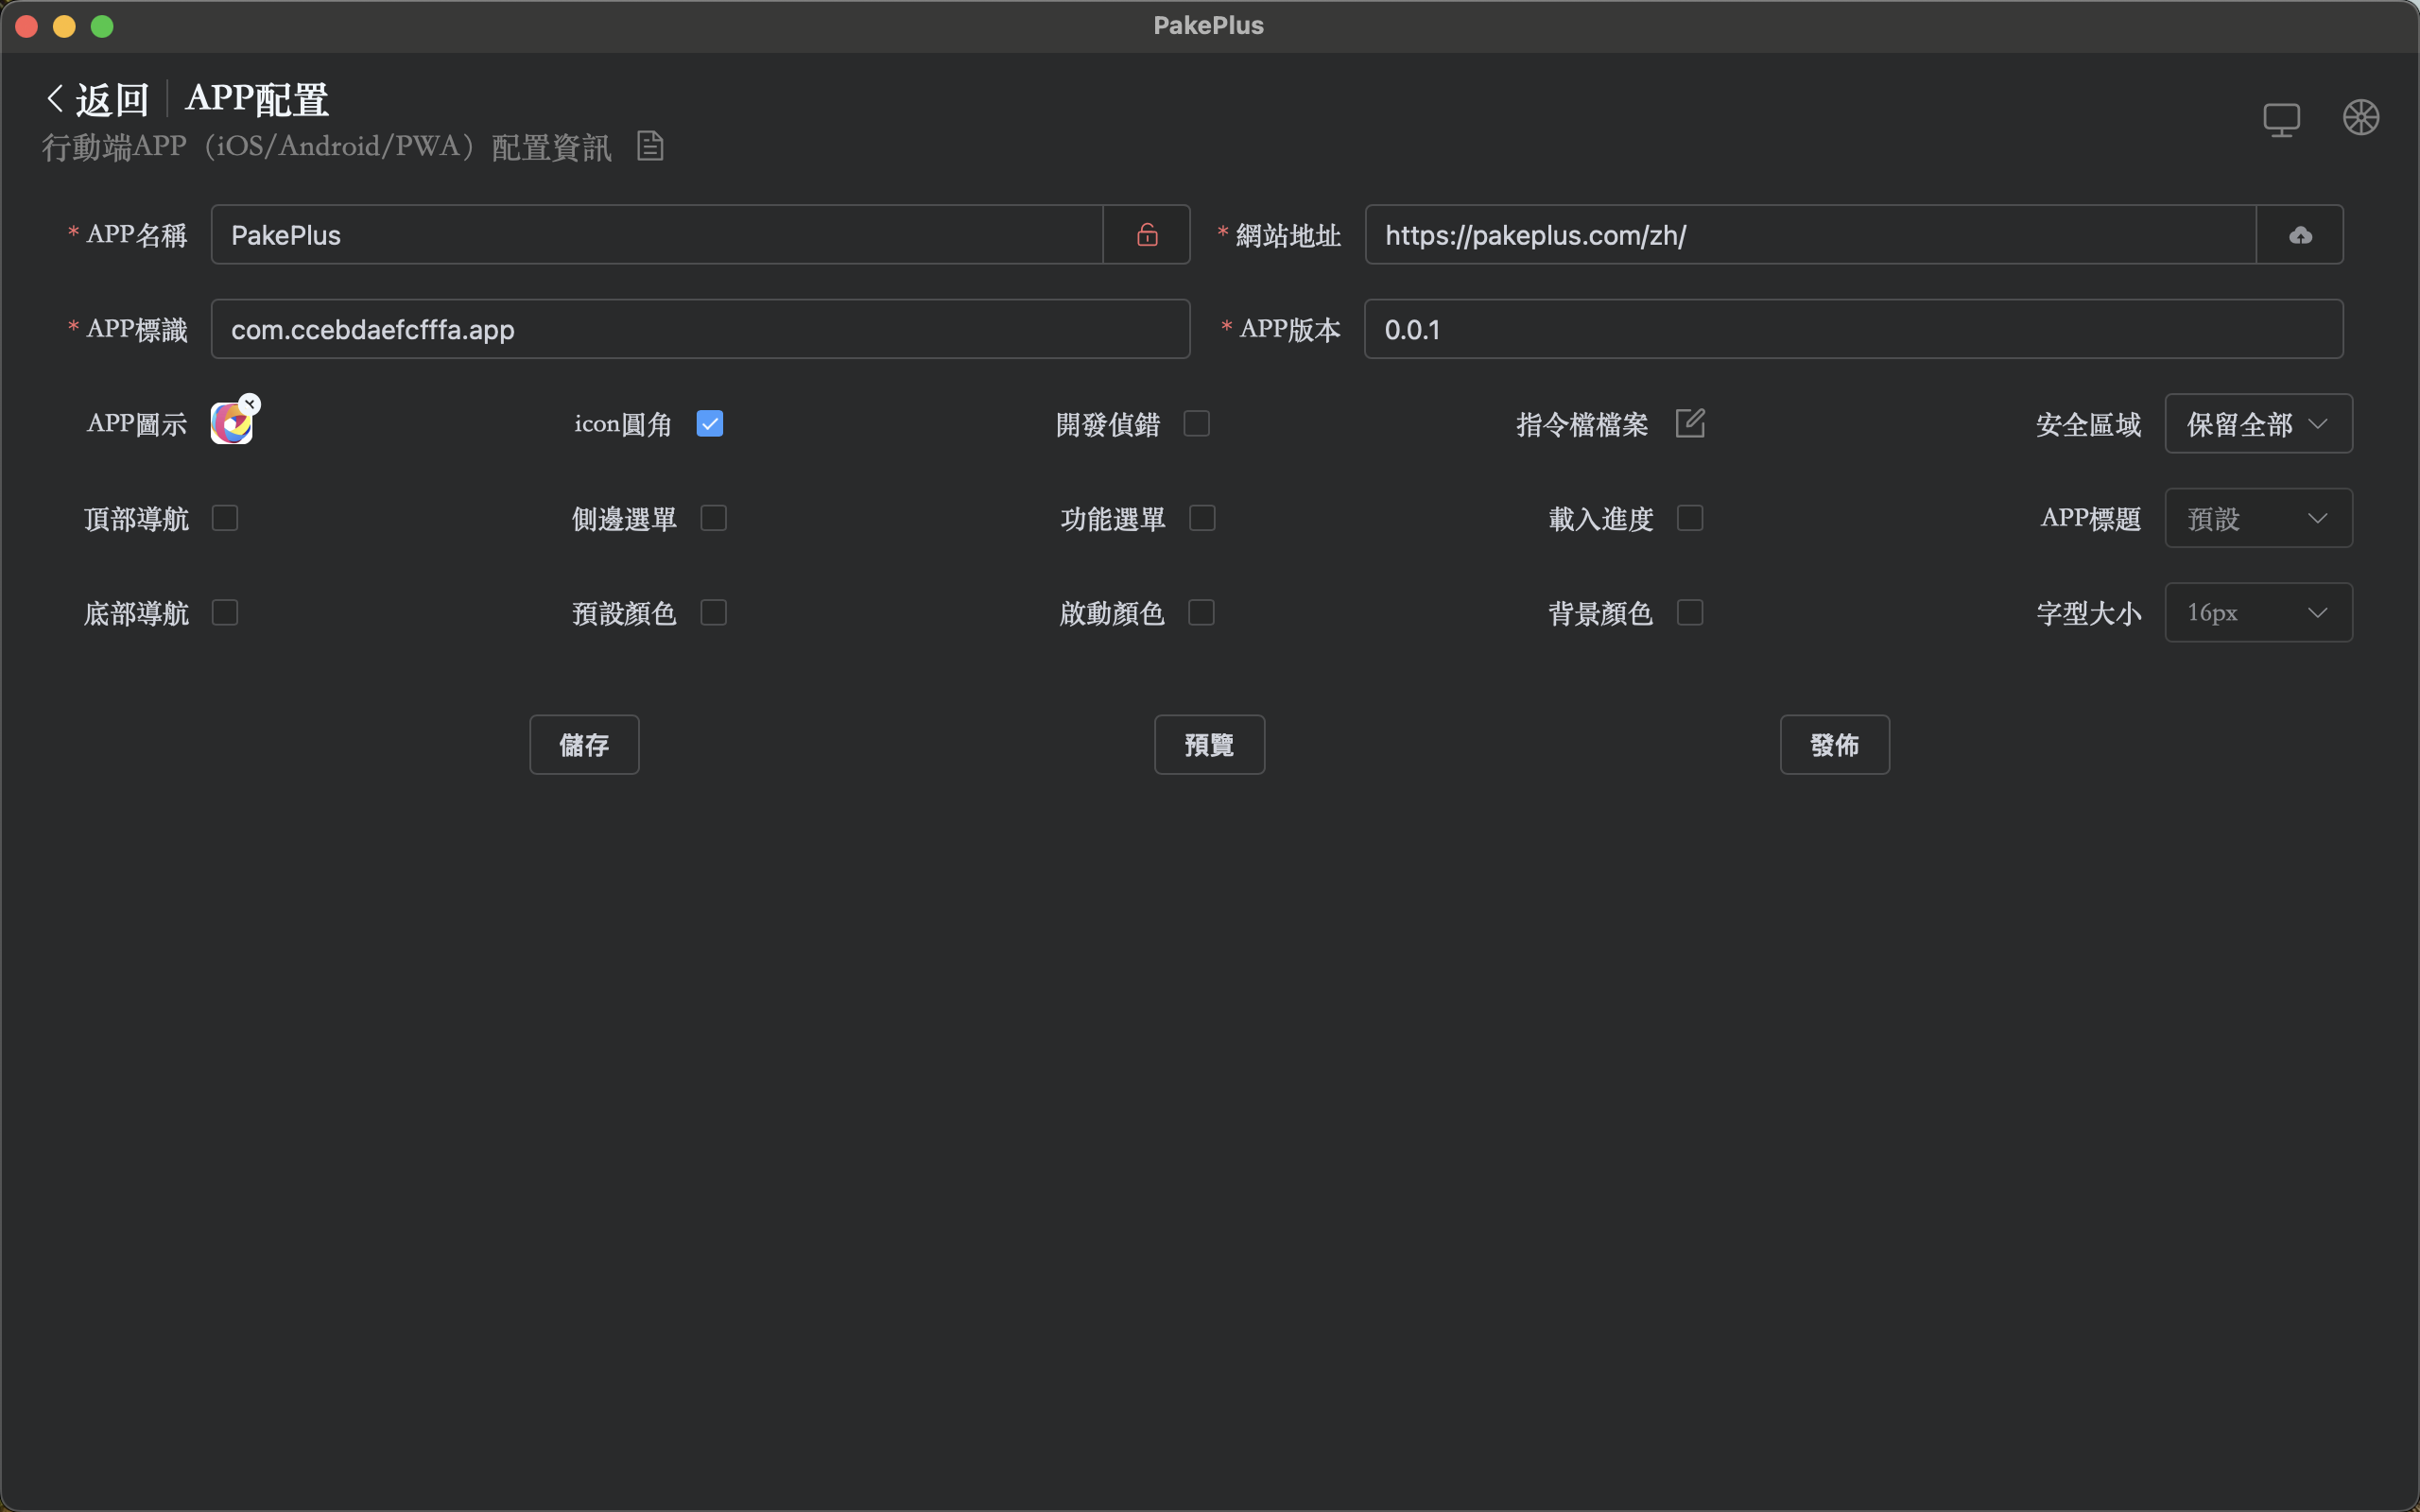 PakePlus
返回 APP配置
行動端APP（iOS/Android/PWA）配置資訊
* APP名稱 PakePlus * 網站地址 https://pakeplus.com/zh/
* APP標識 com.ccebdaefcfffa.app * APP版本 0.0.1
APP圖示 icon圓角 開發偵錯 指令檔檔案 安全區域 保留全部
頂部導航 側邊選單 功能選單 載入進度 APP標題 預設
底部導航 預設顏色 啟動顏色 背景顏色 字型大小 16px
儲存 預覽 發佈